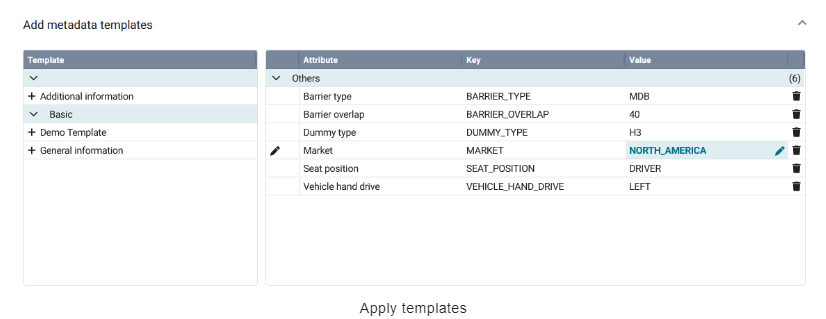 Add metadata templates
Template
Additional information
Basic
Demo Template
General information
Attribute Key Value
Others (6)
Barrier type BARRIER_TYPE MDB
Barrier overlap BARRIER_OVERLAP 40
Dummy type DUMMY_TYPE H3
Market MARKET NORTH_AMERICA
Seat position SEAT_POSITION DRIVER
Vehicle hand drive VEHICLE_HAND_DRIVE LEFT
Apply templates